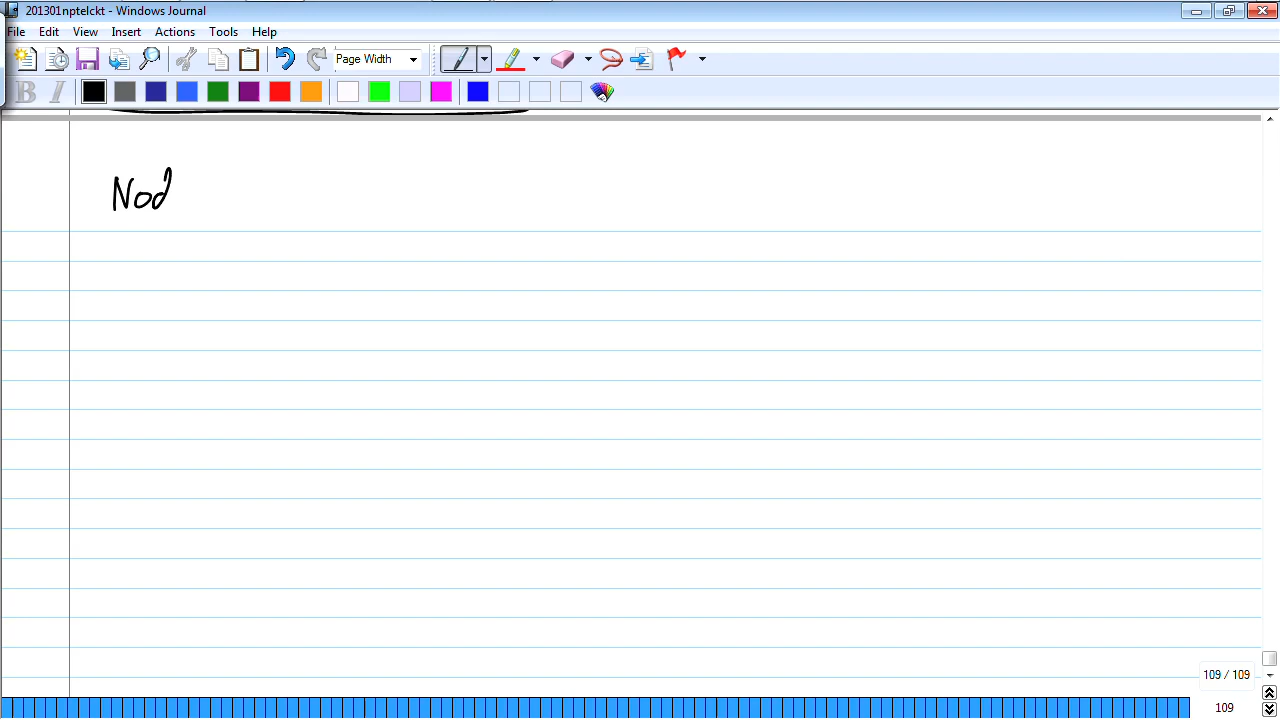 201301nptelckt - Windows Journal
File Edit View Insert Actions Tools Help
Page Width
B I
Nod
109 / 109
109